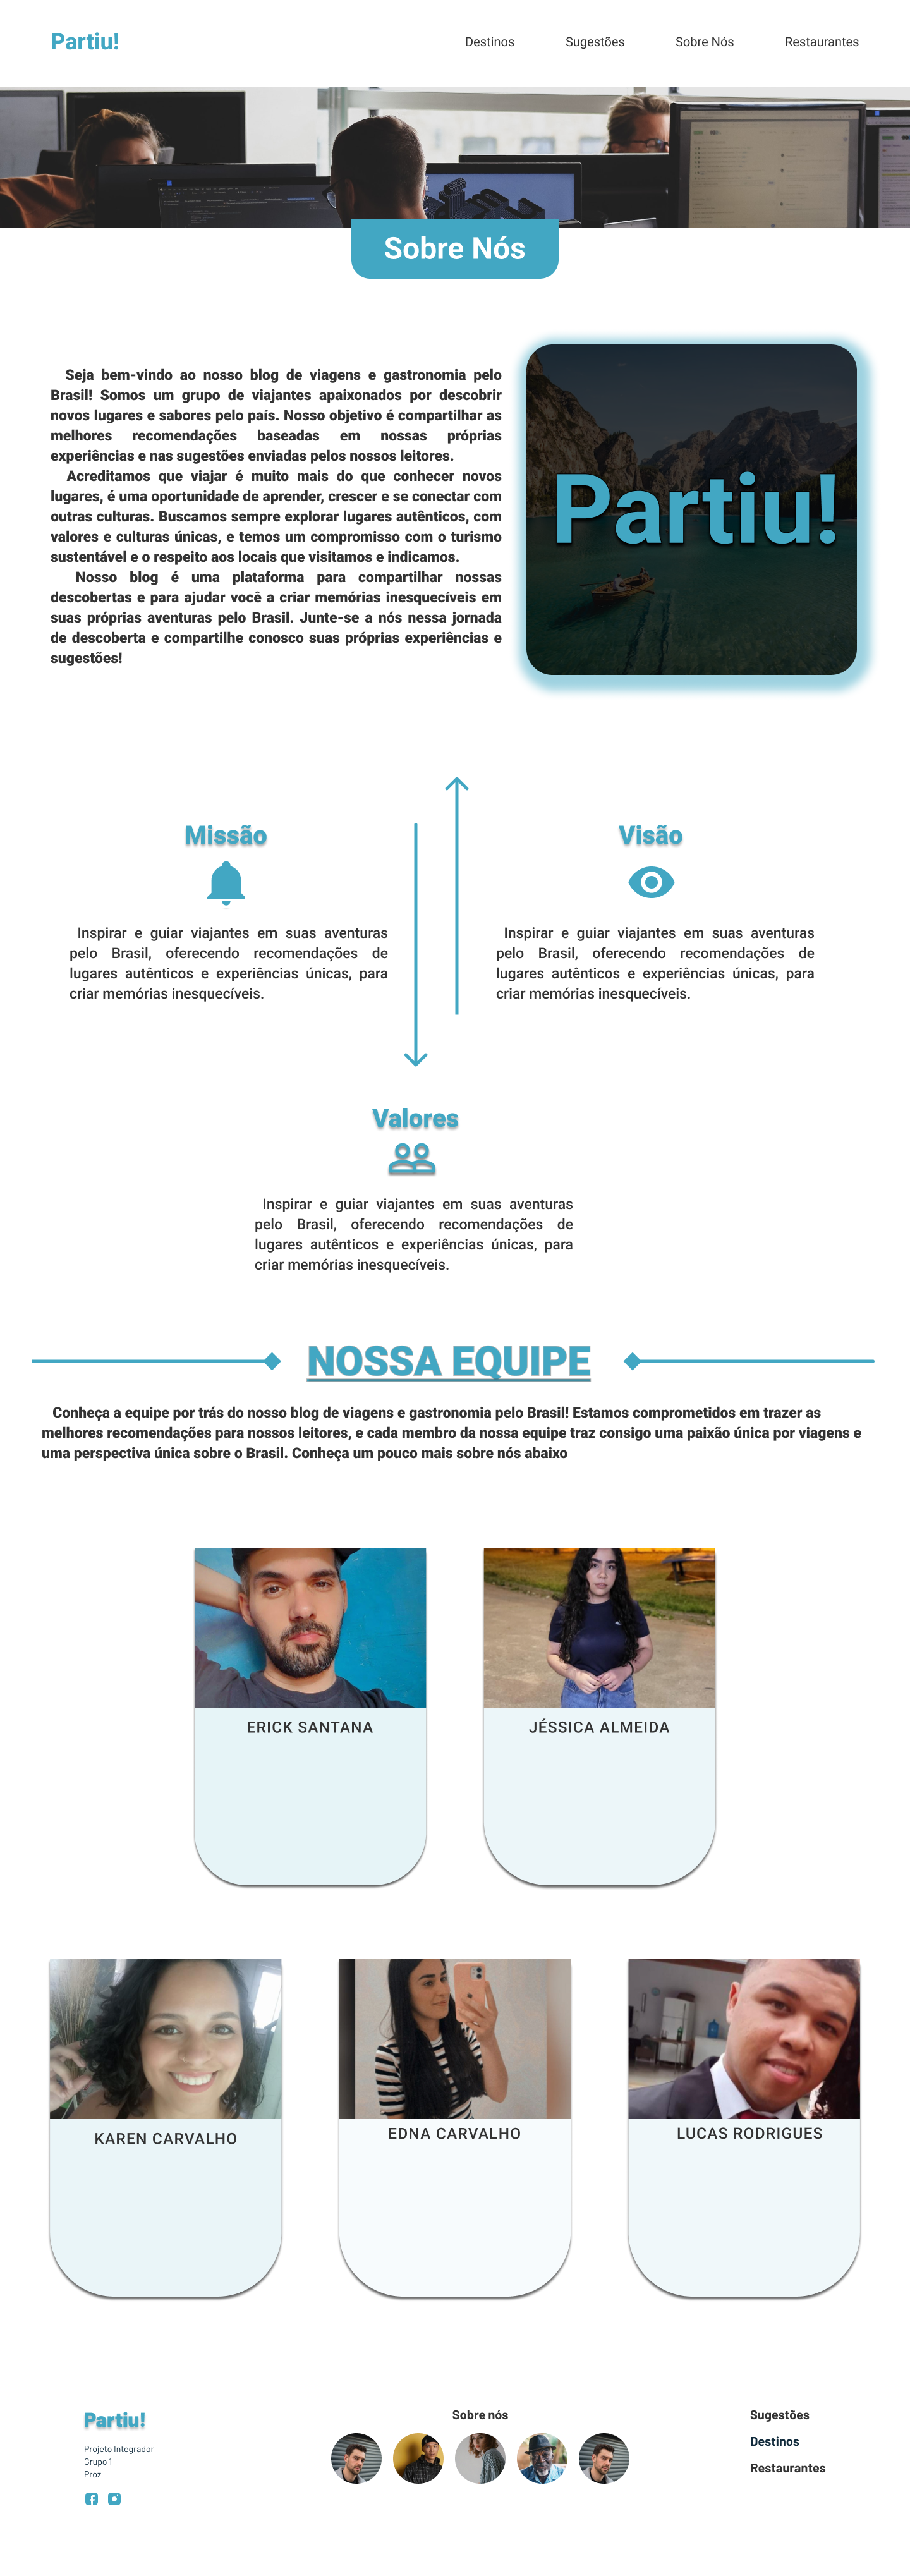 Partiu!
Destinos
Sugestões
Sobre Nós
Restaurantes
Sobre Nós
Seja bem-vindo ao nosso blog de viagens e gastronomia pelo
Brasil! Somos um grupo de viajantes apaixonados por descobrir
novos lugares e sabores pelo país. Nosso objetivo é compartilhar as
melhores recomendações baseadas em nossas próprias
experiências e nas sugestões enviadas pelos nossos leitores.
Acreditamos que viajar é muito mais do que conhecer novos
lugares, é uma oportunidade de aprender, crescer e se conectar com
outras culturas. Buscamos sempre explorar lugares autênticos, com
valores e culturas únicas, e temos um compromisso com o turismo
sustentável e o respeito aos locais que visitamos e indicamos.
Nosso blog é uma plataforma para compartilhar nossas
descobertas e para ajudar você a criar memórias inesquecíveis em
suas próprias aventuras pelo Brasil. Junte-se a nós nessa jornada
de descoberta e compartilhe conosco suas próprias experiências e
sugestões!
Partiu!
Missão
Inspirar e guiar viajantes em suas aventuras
pelo Brasil, oferecendo recomendações de
lugares autênticos e experiências únicas, para
criar memórias inesquecíveis.
Visão
Inspirar e guiar viajantes em suas aventuras
pelo Brasil, oferecendo recomendações de
lugares autênticos e experiências únicas, para
criar memórias inesquecíveis.
Valores
Inspirar e guiar viajantes em suas aventuras
pelo Brasil, oferecendo recomendações de
lugares autênticos e experiências únicas, para
criar memórias inesquecíveis.
NOSSA EQUIPE
Conheça a equipe por trás do nosso blog de viagens e gastronomia pelo Brasil! Estamos comprometidos em trazer as
melhores recomendações para nossos leitores, e cada membro da nossa equipe traz consigo uma paixão única por viagens e
uma perspectiva única sobre o Brasil. Conheça um pouco mais sobre nós abaixo
ERICK SANTANA
JÉSSICA ALMEIDA
KAREN CARVALHO
EDNA CARVALHO
LUCAS RODRIGUES
Partiu!
Projeto Integrador
Grupo 1
Proz
Sobre nós
Sugestões
Destinos
Restaurantes